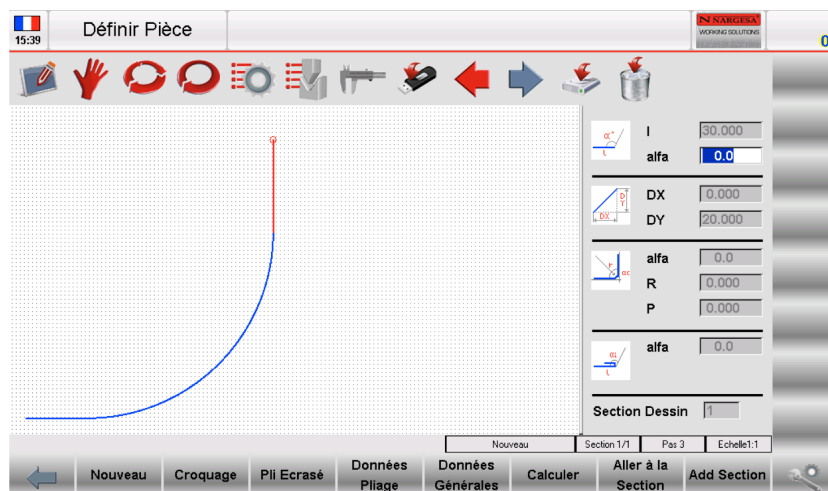 15:39
Définir Pièce
N NARGESA
WORKING SOLUTIONS
0
α°
l
l
30.000
alfa
0.0
DX
DY
DX
0.000
DY
20.000
r
α
alfa
0.0
R
0.000
P
0.000
l
alfa
0.0
Section Dessin
1
Nouveau
Section 1/1
Pas 3
Echelle1:1
Nouveau
Croquage
Pli Ecrasé
Données
Pliage
Données
Générales
Calculer
Aller à la
Section
Add Section